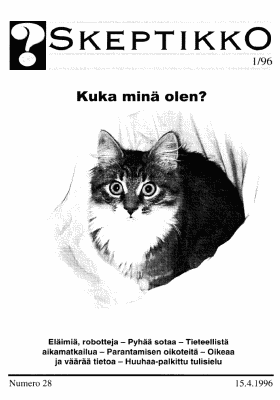 ? SKEPTIKKO
1/96
Kuka minä olen?
Eläimiä, robotteja – Pyhää sotaa – Tieteellistä
aikamatkailua – Parantamisen oikoteitä – Oikeaa
ja väärää tietoa – Huuhaa-palkittu tulisielu
Numero 28
15.4.1996